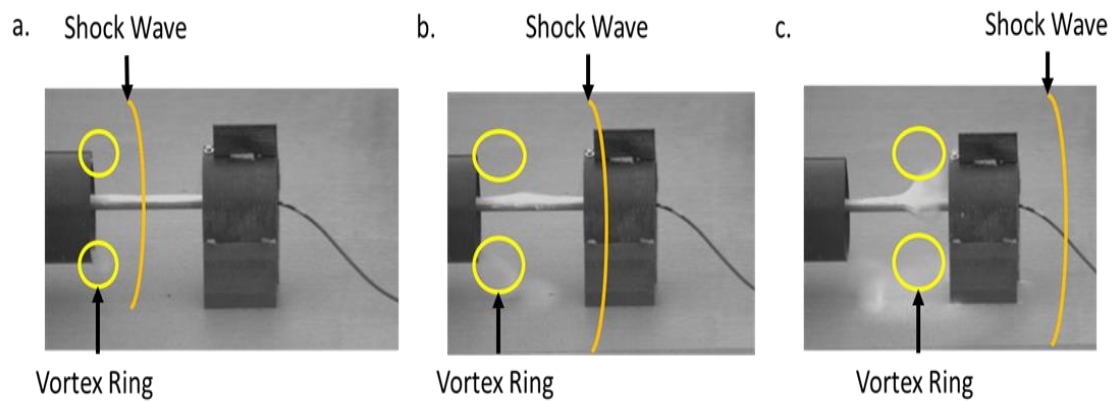 a. Shock Wave
b. Shock Wave
c. Shock Wave
Vortex Ring
Vortex Ring
Vortex Ring